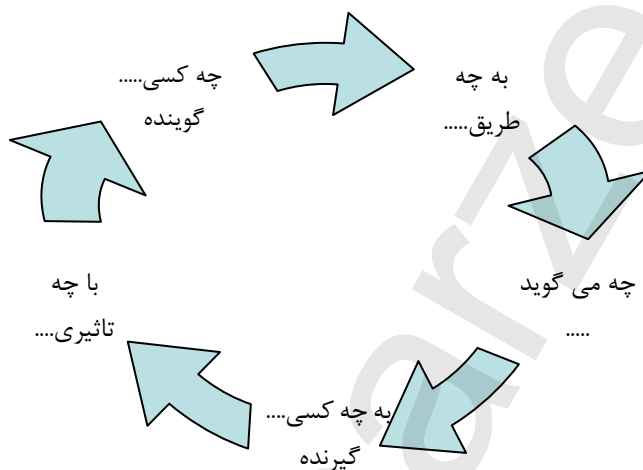 چه کسی.....
گوینده
به چه
طریق.....
چه می گوید
.....
به چه کسی....
گیرنده
با چه
تاثیری....